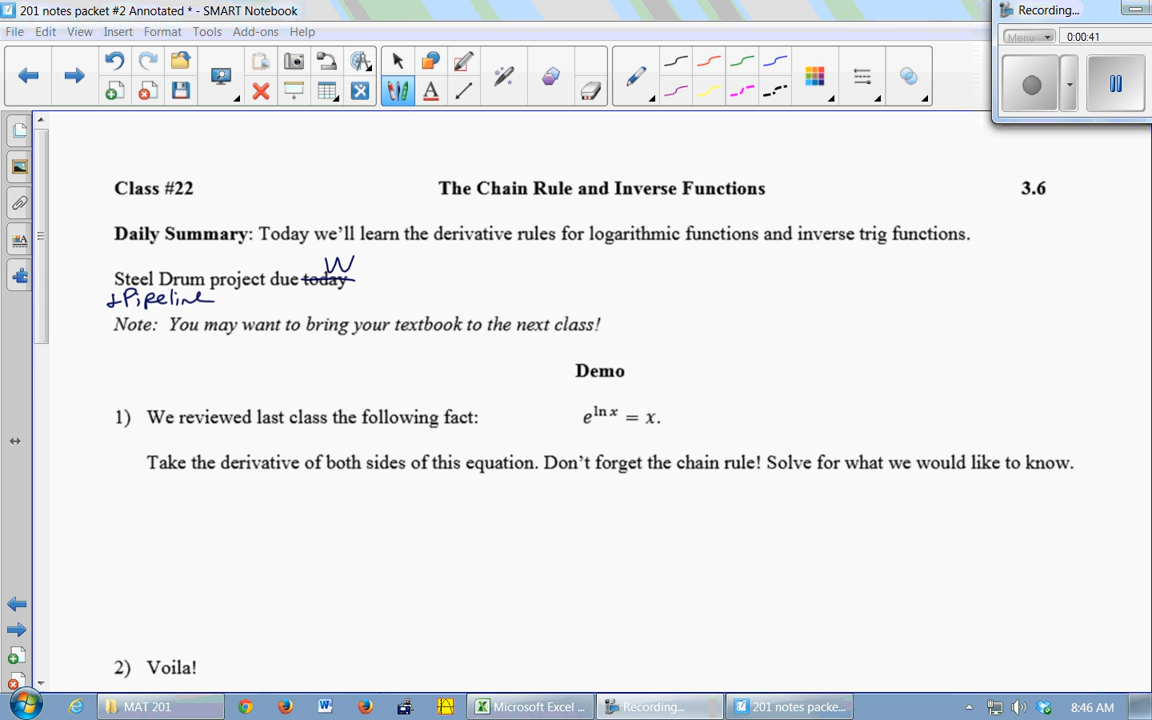 201 notes packet #2 Annotated * - SMART Notebook
Recording...
File Edit View Insert Format Tools Add-ons Help
Menu
0:00:41
Class #22 The Chain Rule and Inverse Functions 3.6
Daily Summary: Today we'll learn the derivative rules for logarithmic functions and inverse trig functions.
W
Steel Drum project due today
+Pipeline
Note: You may want to bring your textbook to the next class!
Demo
1) We reviewed last class the following fact: e^{ln x} = x.
Take the derivative of both sides of this equation. Don't forget the chain rule! Solve for what we would like to know.
2) Voila!
MAT 201
Microsoft Excel ...
Recording...
201 notes packe...
8:46 AM